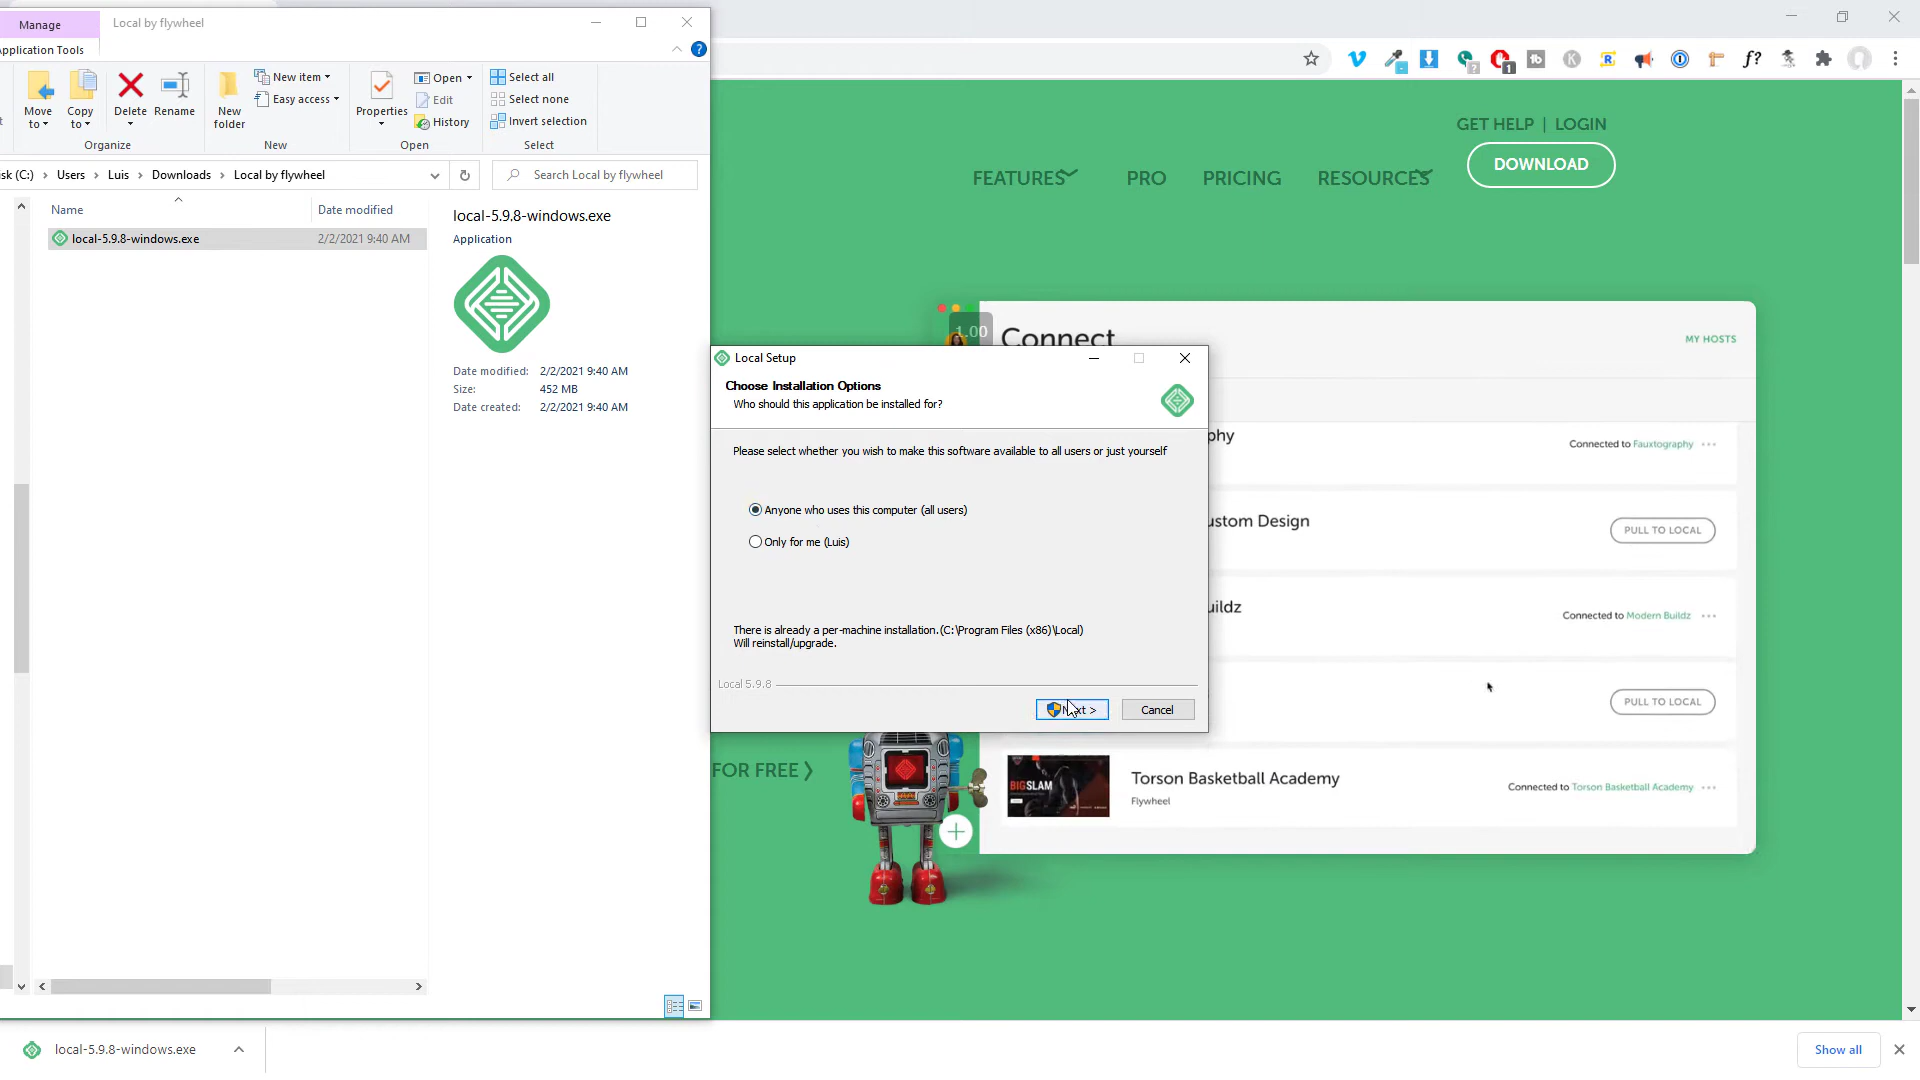 Manage
Local by flywheel
pplication Tools
Move to
Copy to
Delete
Rename
Organize
New folder
New item
Easy access
New
Properties
Open
Edit
History
Open
Select all
Select none
Invert selection
Select
isk (C:) > Users > Luis > Downloads > Local by flywheel
Search Local by flywheel
Name
Date modified
local-5.9.8-windows.exe
2/2/2021 9:40 AM
local-5.9.8-windows.exe
Application
Date modified: 2/2/2021 9:40 AM
Size: 452 MB
Date created: 2/2/2021 9:40 AM
GET HELP | LOGIN
DOWNLOAD
FEATURES
PRO
PRICING
RESOURCES
1.00
Connect
MY HOSTS
phy
Connected to Fauxtography
ustom Design
PULL TO LOCAL
uildz
Connected to Modern Buildz
PULL TO LOCAL
BIGSLAM
Torson Basketball Academy
Flywheel
Connected to Torson Basketball Academy
FOR FREE
Local Setup
Choose Installation Options
Who should this application be installed for?
Please select whether you wish to make this software available to all users or just yourself
Anyone who uses this computer (all users)
Only for me (Luis)
There is already a per-machine installation.(C:\Program Files (x86)\Local)
Will reinstall/upgrade.
Local 5.9.8
Cancel
local-5.9.8-windows.exe
Show all